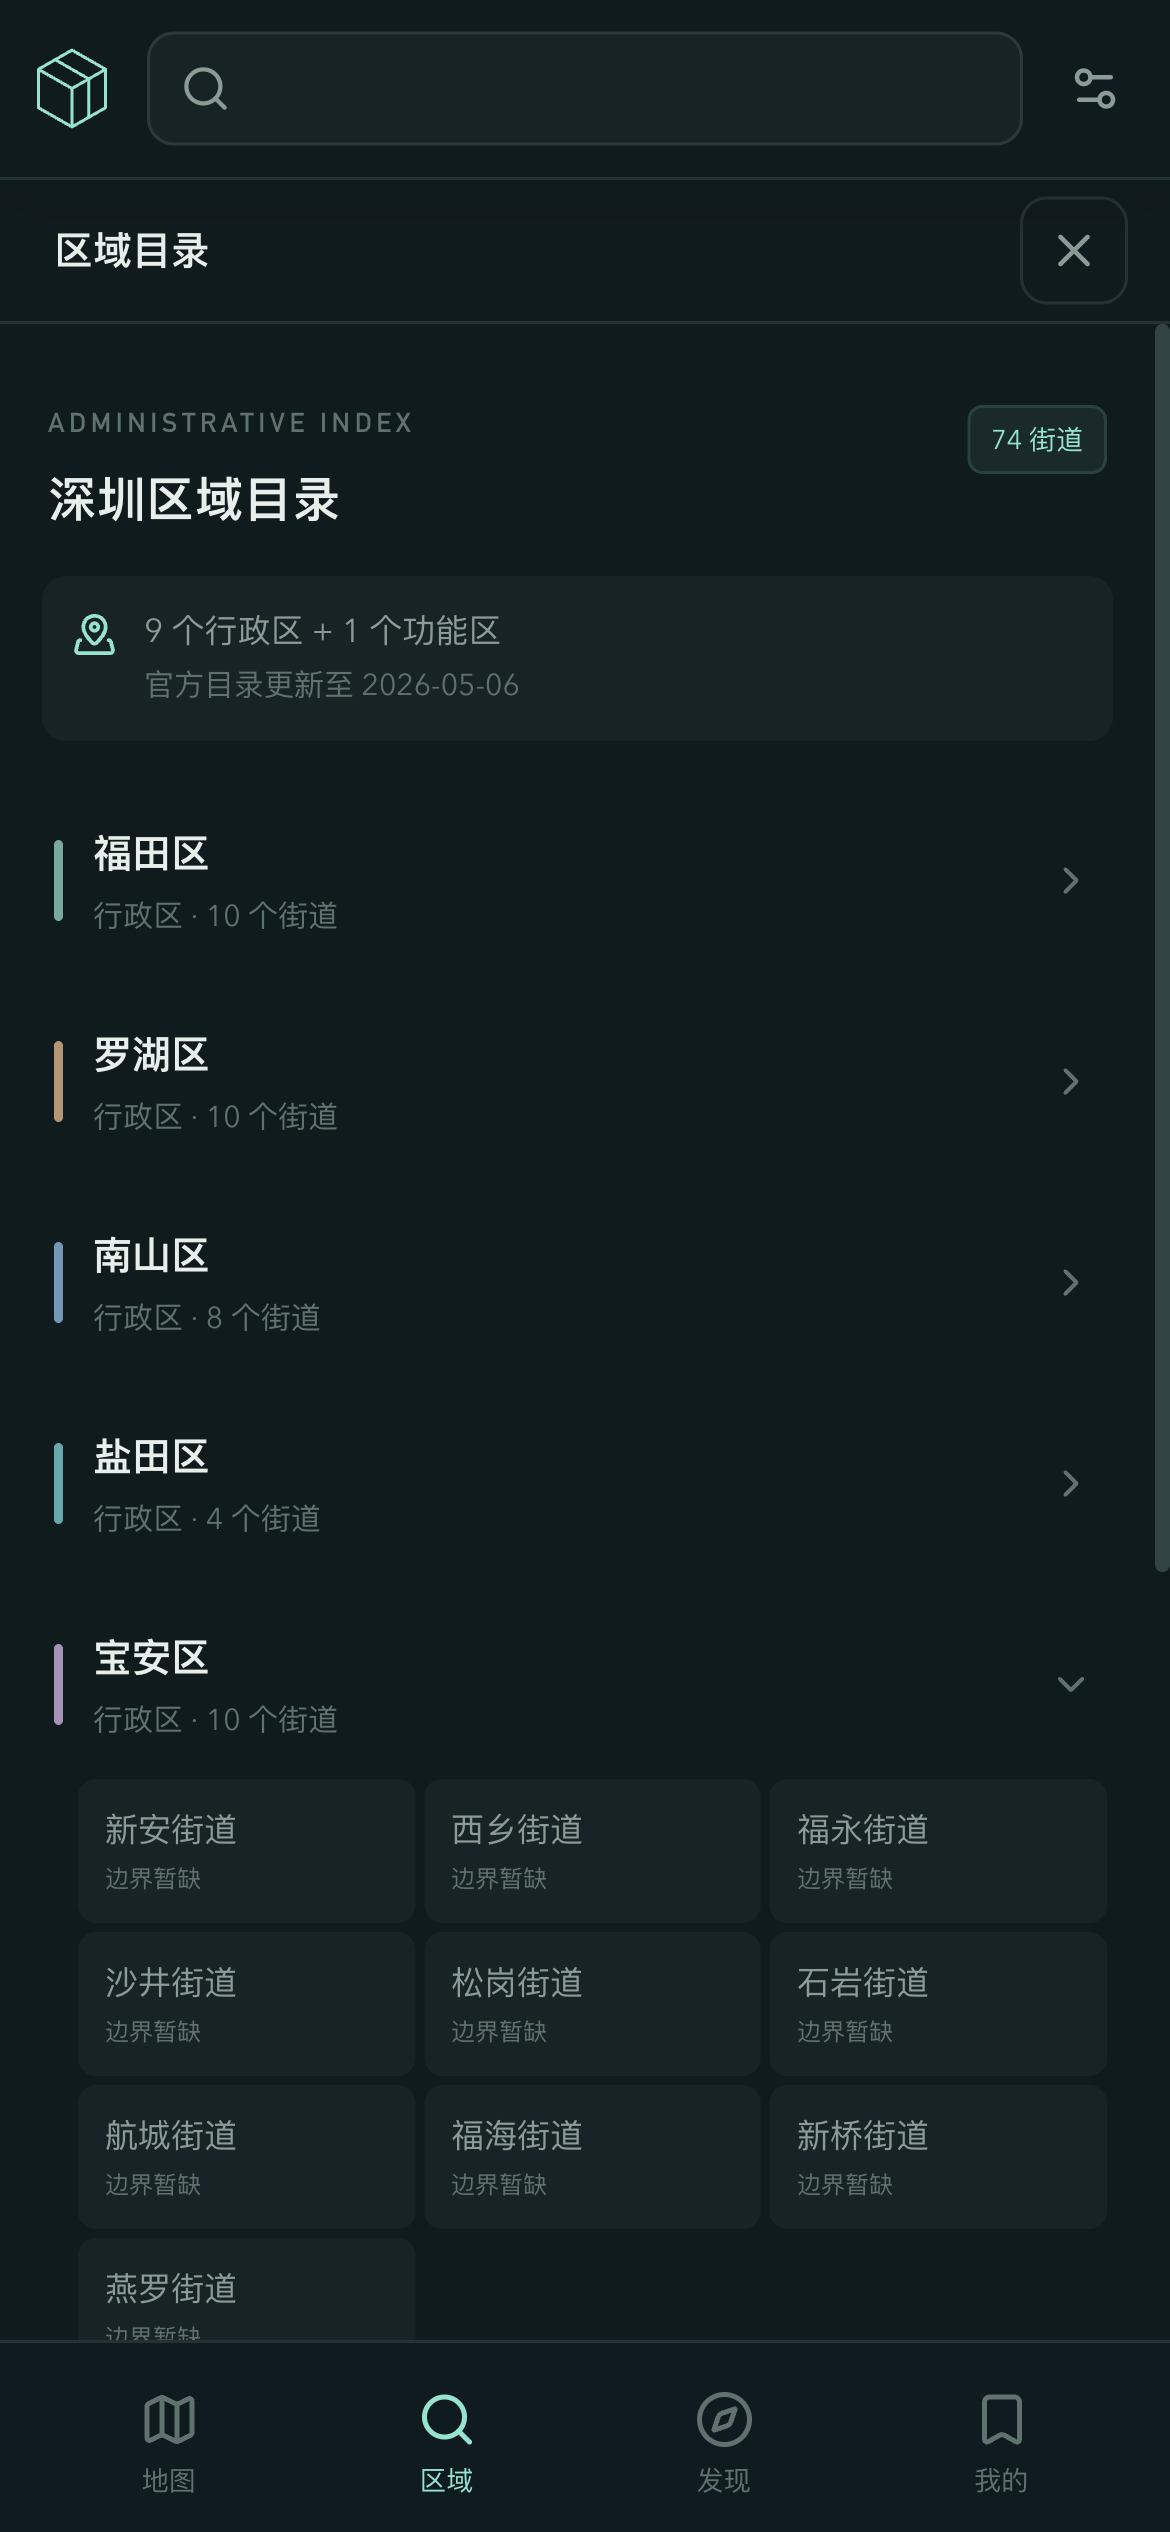 区域目录
ADMINISTRATIVE INDEX
74 街道
深圳区域目录
9 个行政区 + 1 个功能区
官方目录更新至 2026-05-06
福田区
行政区 · 10 个街道
罗湖区
行政区 · 10 个街道
南山区
行政区 · 8 个街道
盐田区
行政区 · 4 个街道
宝安区
行政区 · 10 个街道
新安街道 西乡街道 福永街道
边界暂缺 边界暂缺 边界暂缺
沙井街道 松岗街道 石岩街道
边界暂缺 边界暂缺 边界暂缺
航城街道 福海街道 新桥街道
边界暂缺 边界暂缺 边界暂缺
燕罗街道
边界暂缺
地图 区域 发现 我的